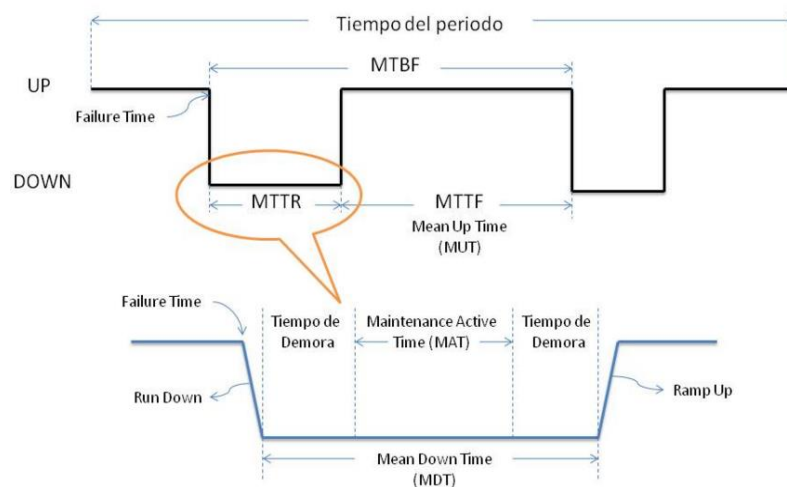 Tiempo del periodo
MTBF
UP
Failure Time
DOWN
MTTR
MTTF
Mean Up Time
(MUT)
Failure Time
Tiempo de
Demora
Maintenance Active
Time (MAT)
Tiempo de
Demora
Run Down
Ramp Up
Mean Down Time
(MDT)